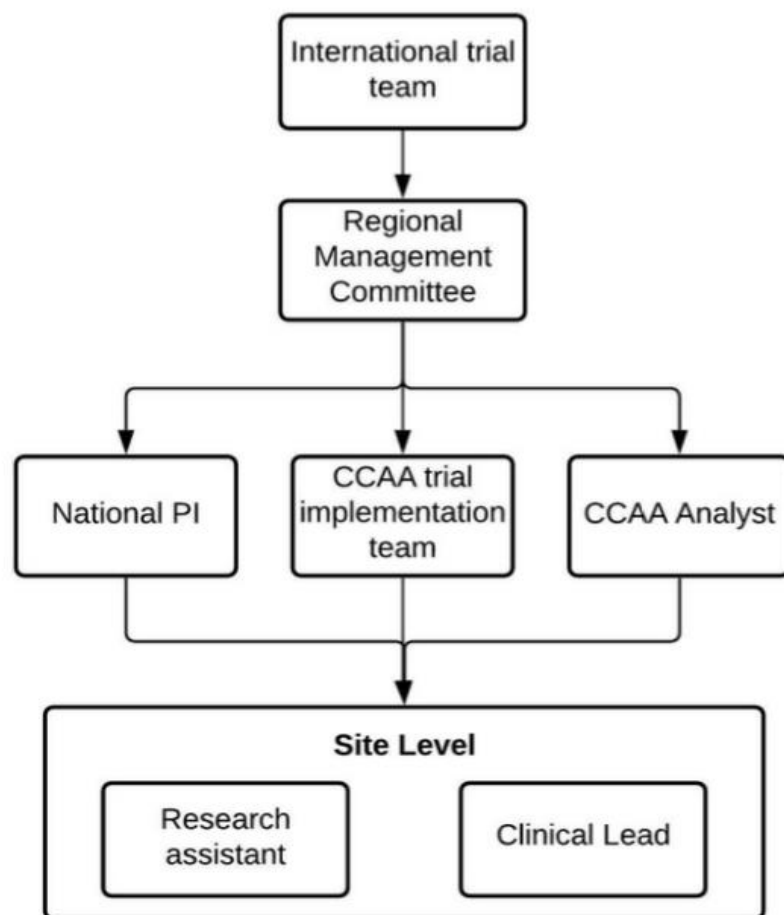 International trial
team
Regional
Management
Committee
National PI
CCAA trial
implementation
team
CCAA Analyst
Site Level
Research
assistant
Clinical Lead